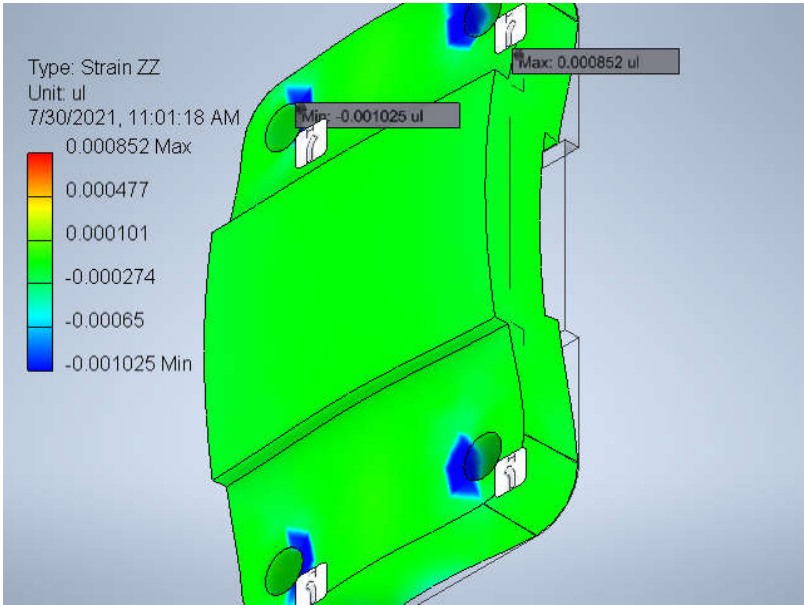 Type: Strain ZZ
Unit: ul
7/30/2021, 11:01:18 AM
0.000852 Max
0.000477
0.000101
-0.000274
-0.00065
-0.001025 Min
Max: 0.000852 ul
Min: -0.001025 ul